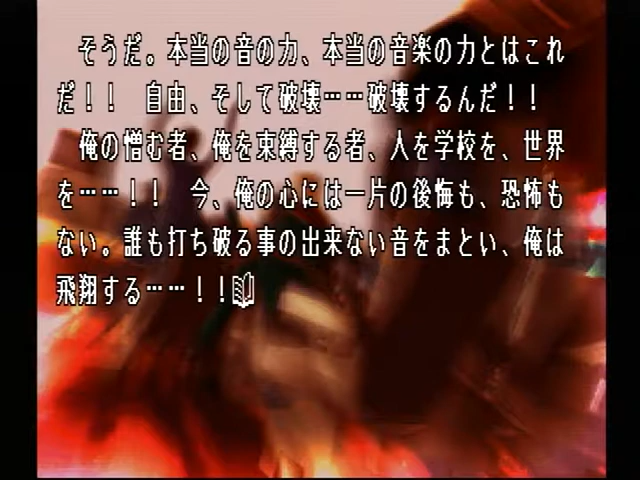 そうだ。本当の音の力、本当の音楽の力とはこれ
だ！！　自由、そして破壊……破壊するんだ！！
　俺の憎む者、俺を束縛する者、人を学校を、世界
を……！！　今、俺の心には一片の後悔も、恐怖も
ない。誰も打ち破る事の出来ない音をまとい、俺は
飛翔する……！！